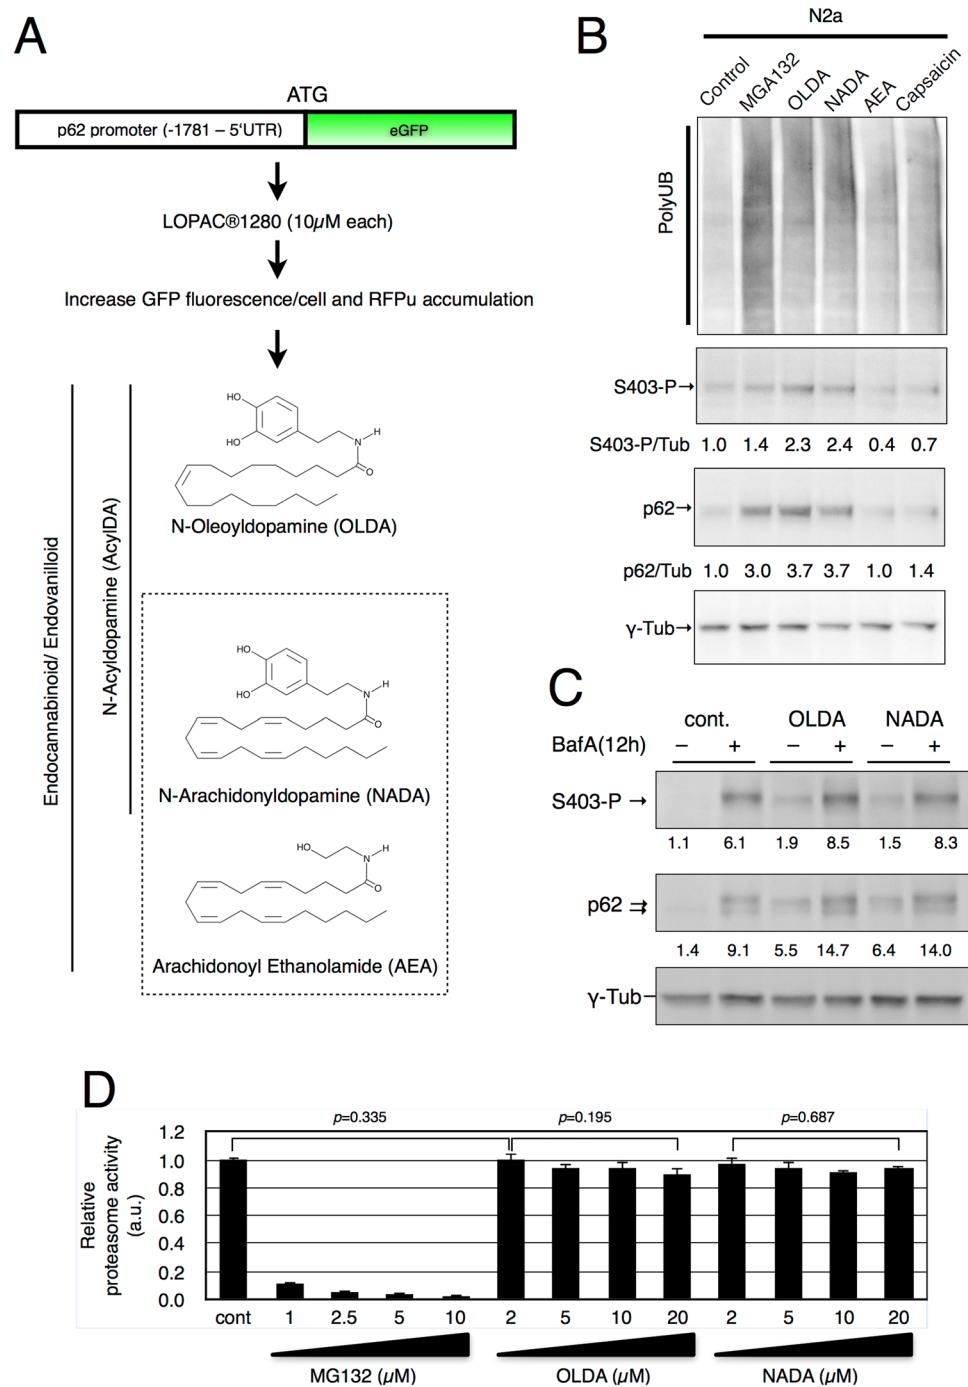 A
ATG
p62 promoter (-1781 – 5'UTR)
eGFP
LOPAC®1280 (10µM each)
Increase GFP fluorescence/cell and RFPu accumulation
Endocannabinoid/ Endovanilloid
N-Acyldopamine (AcylDA)
HO
HO
N
H
O
N-Oleoyldopamine (OLDA)
HO
HO
N
H
O
N-Arachidonyldopamine (NADA)
HO
N
H
O
Arachidonoyl Ethanolamide (AEA)
B
N2a
Control
MGA132
OLDA
NADA
AEA
Capsaicin
PolyUB
S403-P
S403-P/Tub 1.0 1.4 2.3 2.4 0.4 0.7
p62
p62/Tub 1.0 3.0 3.7 3.7 1.0 1.4
γ-Tub
C
cont. OLDA NADA
BafA(12h) – + – + – +
S403-P
1.1 6.1 1.9 8.5 1.5 8.3
p62
1.4 9.1 5.5 14.7 6.4 14.0
γ-Tub
D
p=0.335 p=0.195 p=0.687
Relative
proteasome activity
(a.u.)
1.2
1.0
0.8
0.6
0.4
0.2
0.0
cont 1 2.5 5 10 2 5 10 20 2 5 10 20
MG132 (µM) OLDA (µM) NADA (µM)